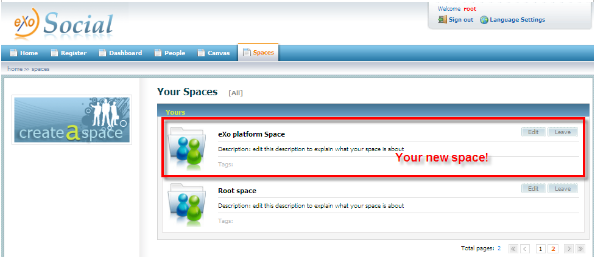 eXo Social
Welcome root
Sign out Language Settings
Home Register Dashboard People Canvas Spaces
home » spaces
create a space
Your Spaces [All]
Yours
eXo platform Space Edit Leave
Description: edit this description to explain what your space is about
Your new space!
Tags:
Root space Edit Leave
Description: edit this description to explain what your space is about
Tags:
Total pages: 2 « < 1 2 > »